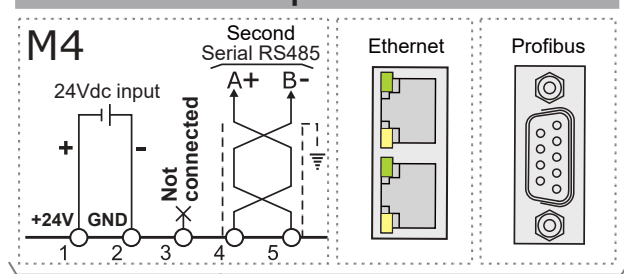 M4
Second
Serial RS485
A+ B-
24Vdc input
+ -
Not
connected
+24V GND
1 2 3 4 5
Ethernet
Profibus